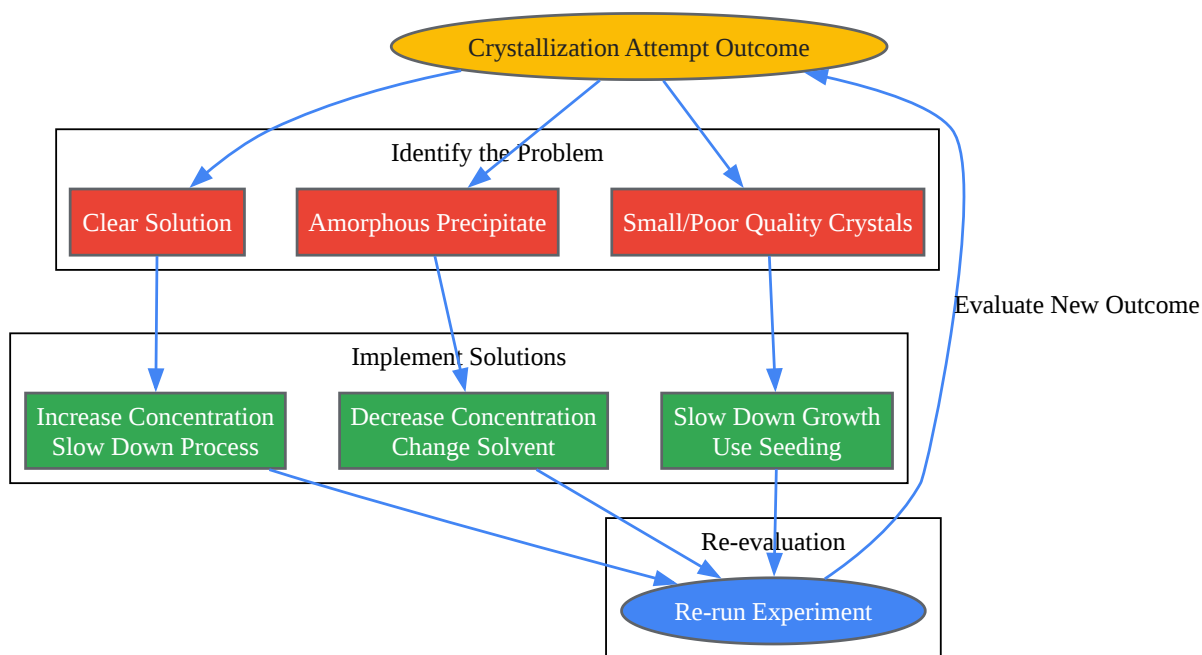 Crystallization Attempt Outcome
Identify the Problem
Clear Solution
Amorphous Precipitate
Small/Poor Quality Crystals
Evaluate New Outcome
Implement Solutions
Increase Concentration
Slow Down Process
Decrease Concentration
Change Solvent
Slow Down Growth
Use Seeding
Re-evaluation
Re-run Experiment